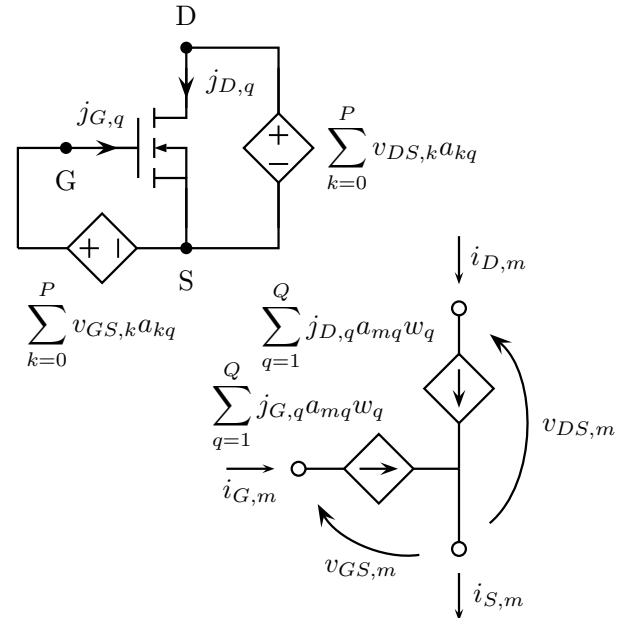 D
j_{D,q}
j_{G,q}
G
+
−
\sum_{k=0}^{P} v_{DS,k} a_{kq}
+ −
S
\sum_{k=0}^{P} v_{GS,k} a_{kq}
i_{D,m}
\sum_{q=1}^{Q} j_{D,q} a_{mq} w_q
\sum_{q=1}^{Q} j_{G,q} a_{mq} w_q
v_{DS,m}
i_{G,m}
v_{GS,m}
i_{S,m}